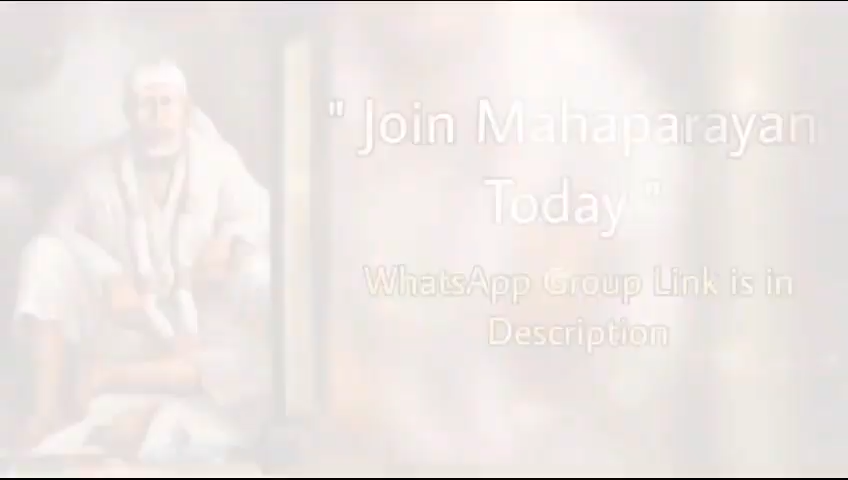 " Join Mahaparayan
Today "
WhatsApp Group Link is in
Description